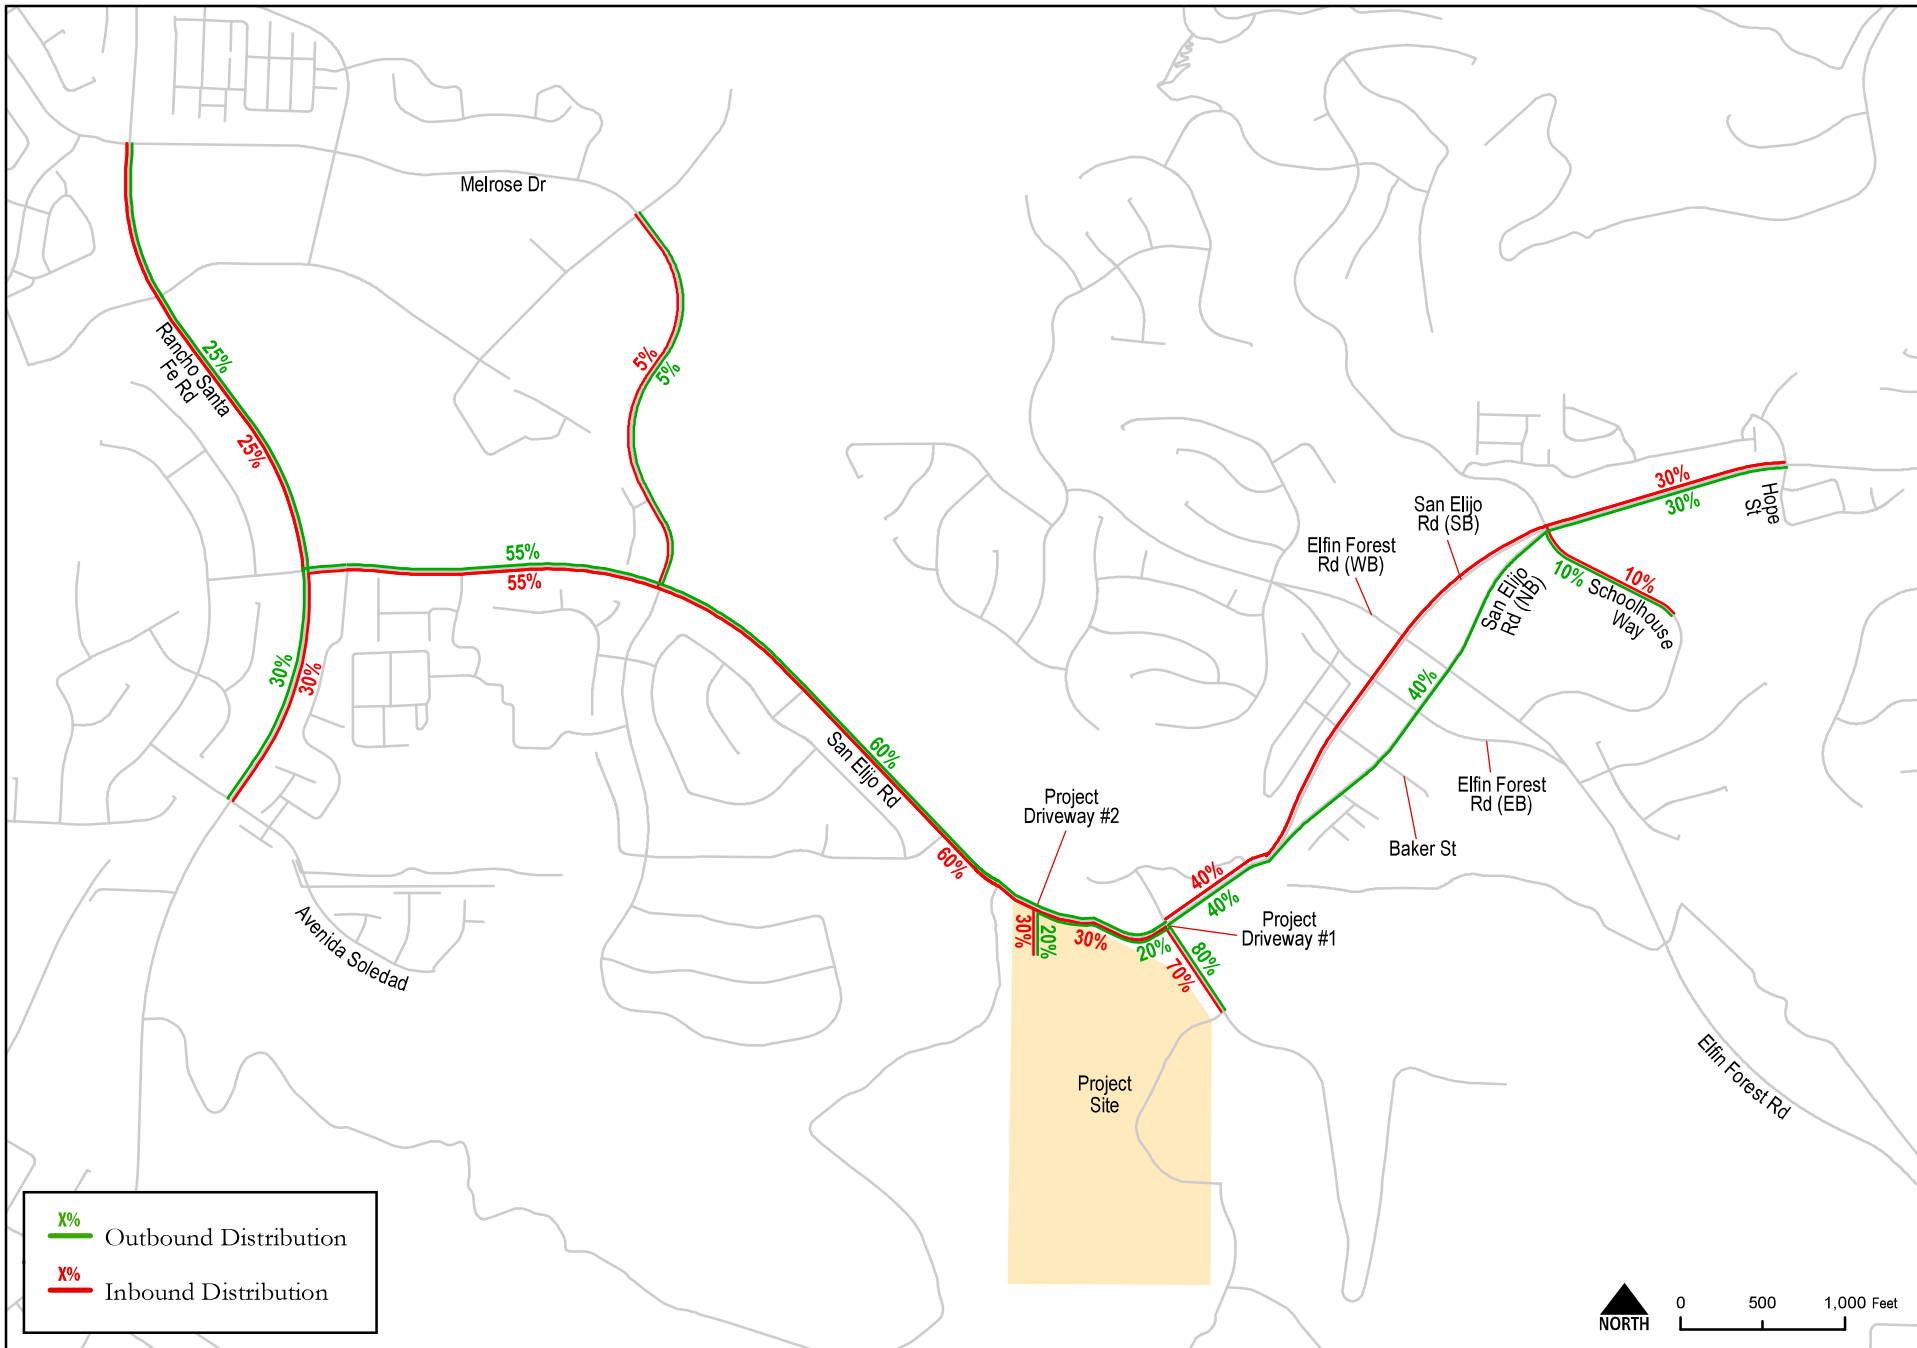 Melrose Dr
Rancho Santa
Fe Rd
25%
25%
5%
5%
55%
55%
30%
30%
60%
San Elijo Rd
60%
Avenida Soledad
Project
Driveway #2
30%
20%
30%
20%
Project
Driveway #1
80%
70%
40%
40%
Project
Site
San Elijo
Rd (SB)
Elfin Forest
Rd (WB)
San Elijo
Rd (NB)
40%
30%
30%
Hope
St
10%
10%
Schoolhouse
Way
Elfin Forest
Rd (EB)
Baker St
Elfin Forest Rd
X%
Outbound Distribution
X%
Inbound Distribution
NORTH
0 500 1,000 Feet